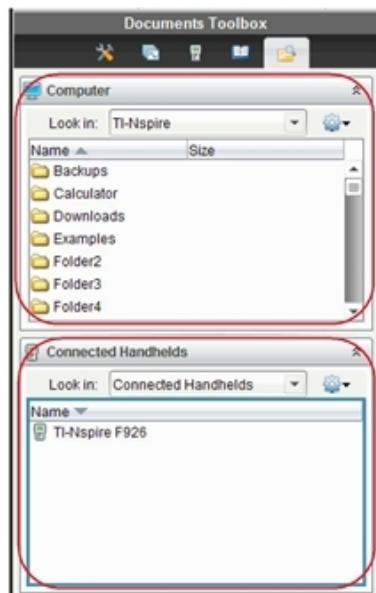 Documents Toolbox
Computer
Look in: TI-Nspire
Name Size
Backups
Calculator
Downloads
Examples
Folder2
Folder3
Folder4
Connected Handhelds
Look in: Connected Handhelds
Name
TI-Nspire F926